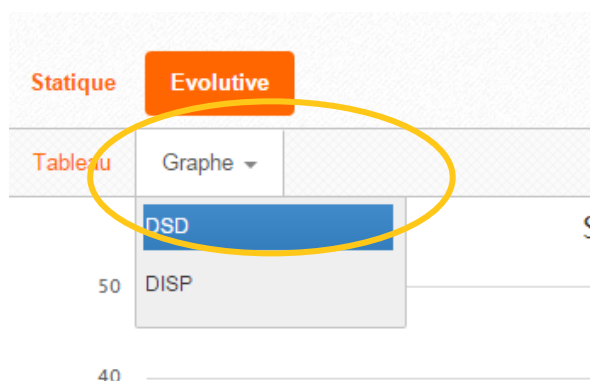 Statique Evolutive
Tableau Graphe
DSD
S
50 DISP
40